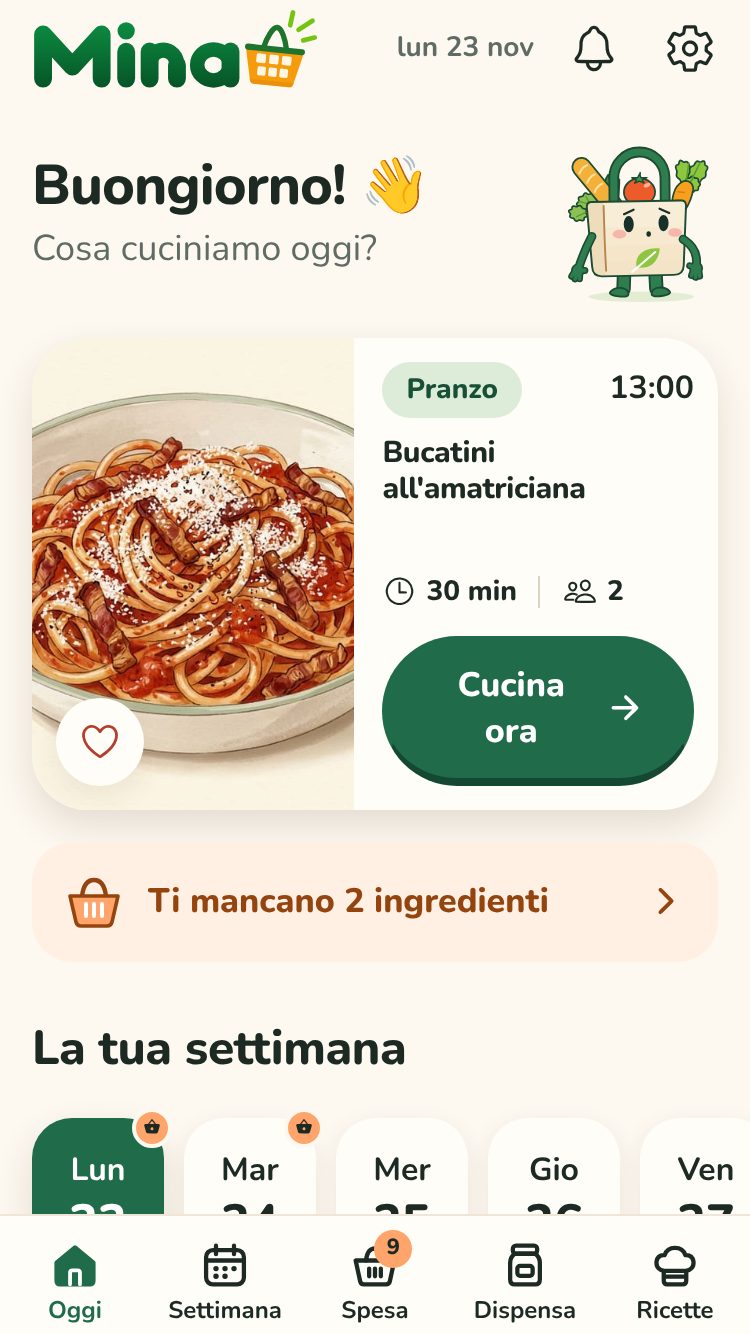 Mina
lun 23 nov
Buongiorno! 👋
Cosa cuciniamo oggi?
Pranzo
13:00
Bucatini
all'amatriciana
30 min
2
Cucina
ora
Ti mancano 2 ingredienti
La tua settimana
Lun
Mar
Mer
Gio
Ven
9
Oggi
Settimana
Spesa
Dispensa
Ricette